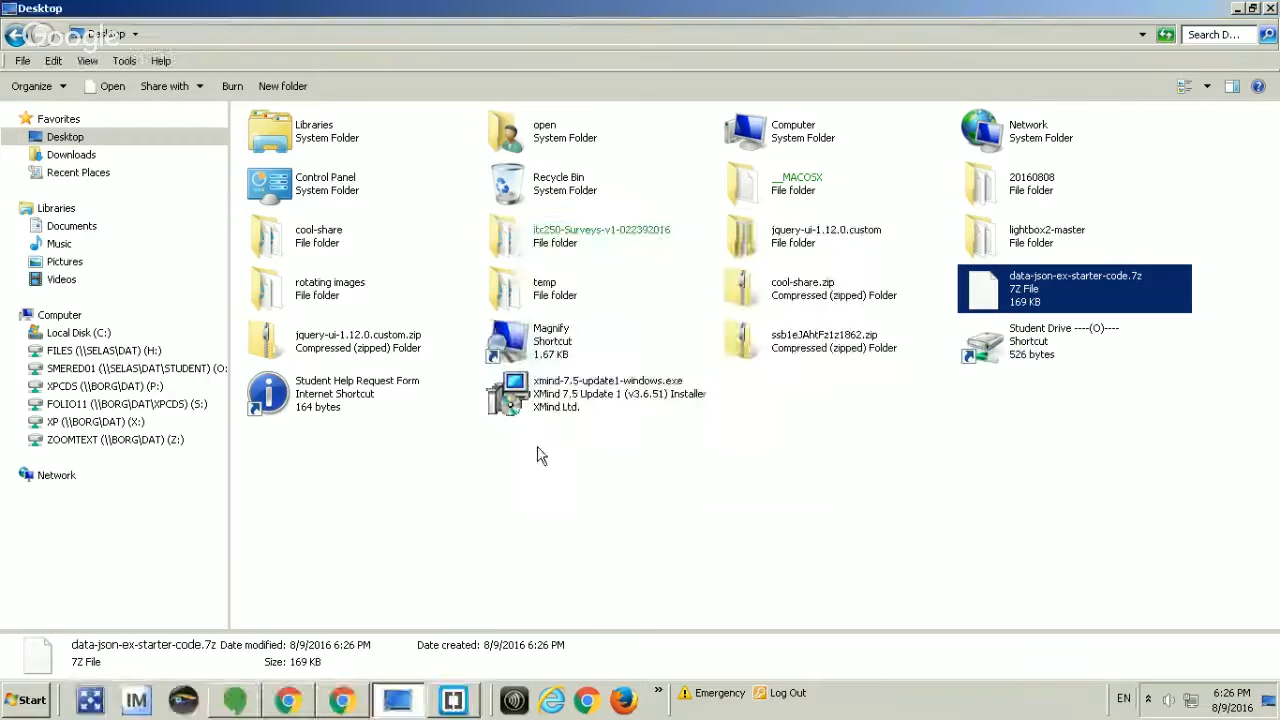 Desktop
Google
Desktop
Search D...
File Edit View Tools Help
Organize Open Share with Burn New folder
Favorites
Desktop
Downloads
Recent Places
Libraries
Documents
Music
Pictures
Videos
Computer
Local Disk (C:)
FILES (\\SELAS\DAT) (H:)
SMERED01 (\\SELAS\DAT\STUDENT) (O:
XPCDS (\\BORG\DAT) (P:)
FOLIO11 (\\BORG\DAT\XPCDS) (S:)
XP (\\BORG\DAT) (X:)
ZOOMTEXT (\\BORG\DAT) (Z:)
Network
Libraries
System Folder
open
System Folder
Computer
System Folder
Network
System Folder
Control Panel
System Folder
Recycle Bin
System Folder
__MACOSX
File folder
20160808
File folder
cool-share
File folder
itc250-Surveys-v1-022392016
File folder
jquery-ui-1.12.0.custom
File folder
lightbox2-master
File folder
rotating images
File folder
temp
File folder
cool-share.zip
Compressed (zipped) Folder
data-json-ex-starter-code.7z
7Z File
169 KB
jquery-ui-1.12.0.custom.zip
Compressed (zipped) Folder
Magnify
Shortcut
1.67 KB
ssb1eJAhtFz1z1862.zip
Compressed (zipped) Folder
Student Drive ----(O)----
Shortcut
526 bytes
Student Help Request Form
Internet Shortcut
164 bytes
xmind-7.5-update1-windows.exe
XMind 7.5 Update 1 (v3.6.51) Installer
XMind Ltd.
data-json-ex-starter-code.7z Date modified: 8/9/2016 6:26 PM Date created: 8/9/2016 6:26 PM
7Z File Size: 169 KB
Start
IM
Emergency Log Out
EN
6:26 PM
8/9/2016